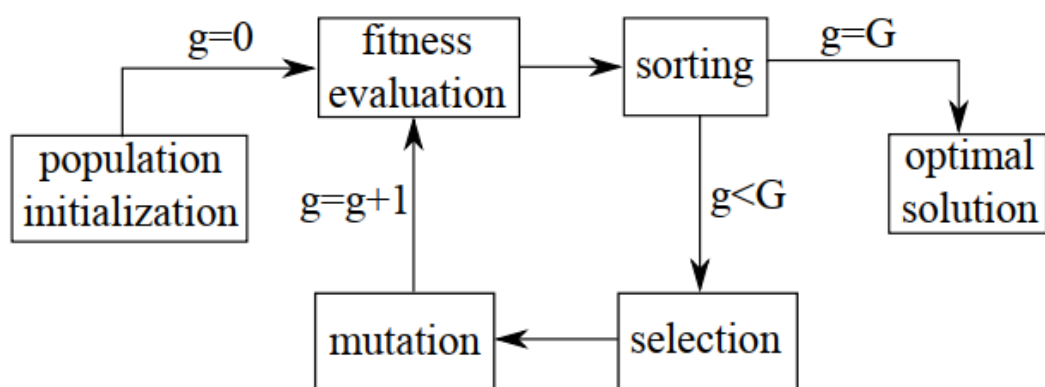 g=0
fitness
evaluation
sorting
g=G
population
initialization
optimal
solution
g=g+1
g<G
mutation
selection